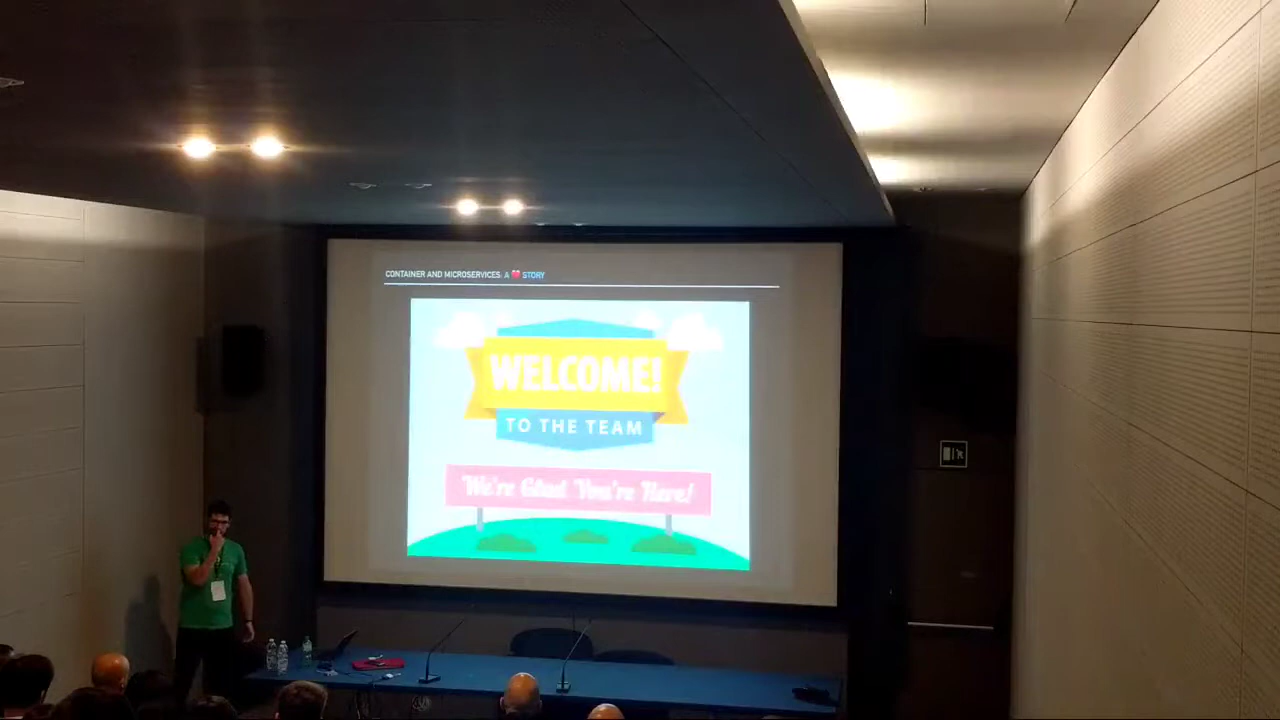 CONTAINER AND MICROSERVICES: A ❤ STORY
WELCOME!
TO THE TEAM
We're Glad You're Here!